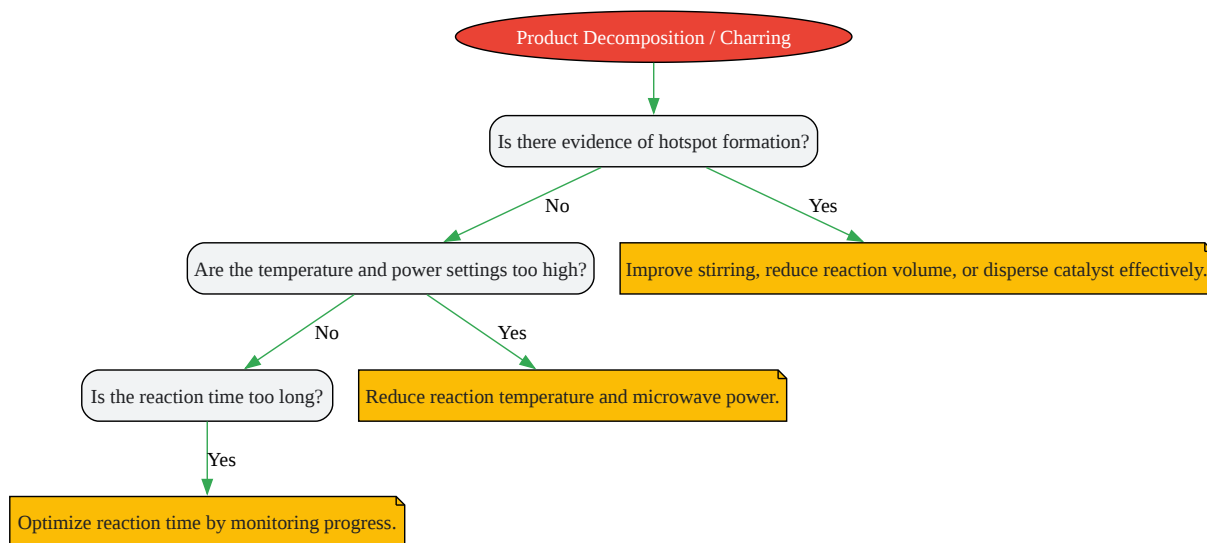 Product Decomposition / Charring
Is there evidence of hotspot formation?
No
Yes
Are the temperature and power settings too high?
Improve stirring, reduce reaction volume, or disperse catalyst effectively.
No
Yes
Is the reaction time too long?
Reduce reaction temperature and microwave power.
Yes
Optimize reaction time by monitoring progress.